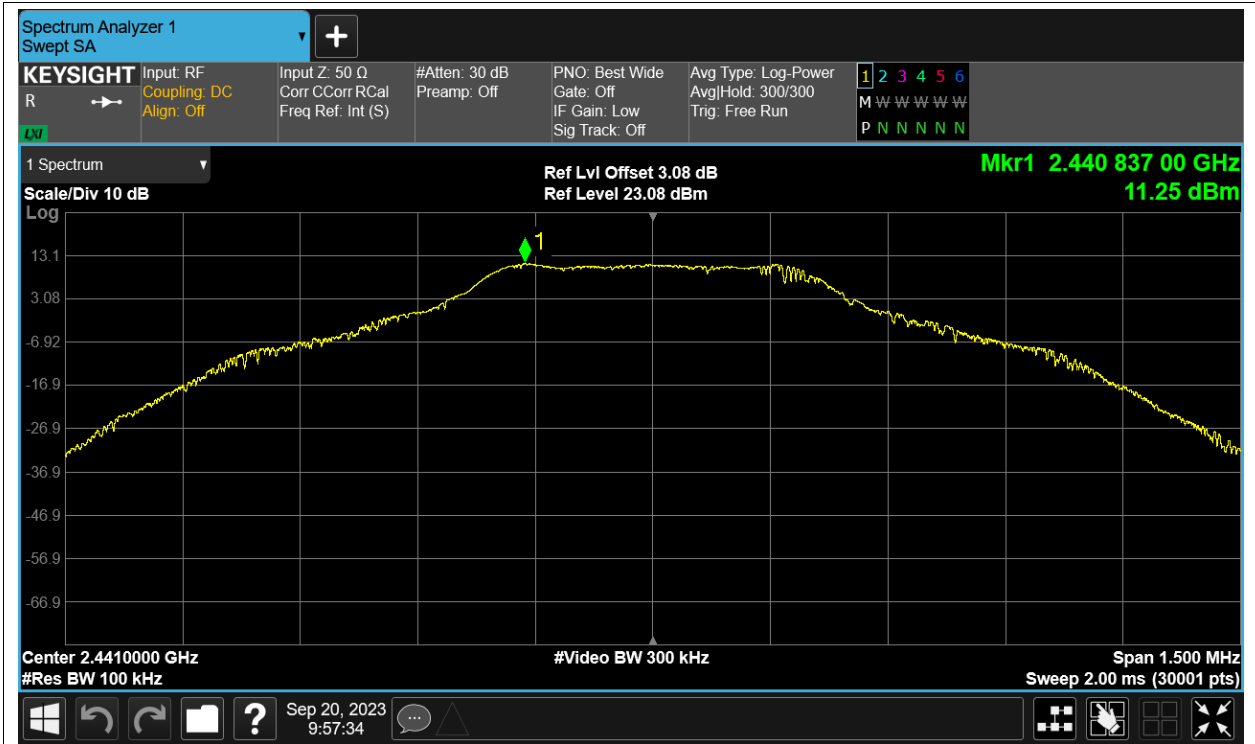 Spectrum Analyzer 1
Swept SA
KEYSIGHT
R
LXI
Input: RF
Coupling: DC
Align: Off
Input Z: 50 Ω
Corr CCorr RCal
Freq Ref: Int (S)
#Atten: 30 dB
Preamp: Off
PNO: Best Wide
Gate: Off
IF Gain: Low
Sig Track: Off
Avg Type: Log-Power
Avg|Hold: 300/300
Trig: Free Run
1 2 3 4 5 6
M W W W W W
P N N N N N
1 Spectrum
Scale/Div 10 dB
Log
Ref Lvl Offset 3.08 dB
Ref Level 23.08 dBm
Mkr1 2.440 837 00 GHz
11.25 dBm
1
13.1
3.08
-6.92
-16.9
-26.9
-36.9
-46.9
-56.9
-66.9
Center 2.4410000 GHz
#Res BW 100 kHz
#Video BW 300 kHz
Span 1.500 MHz
Sweep 2.00 ms (30001 pts)
?
Sep 20, 2023
9:57:34